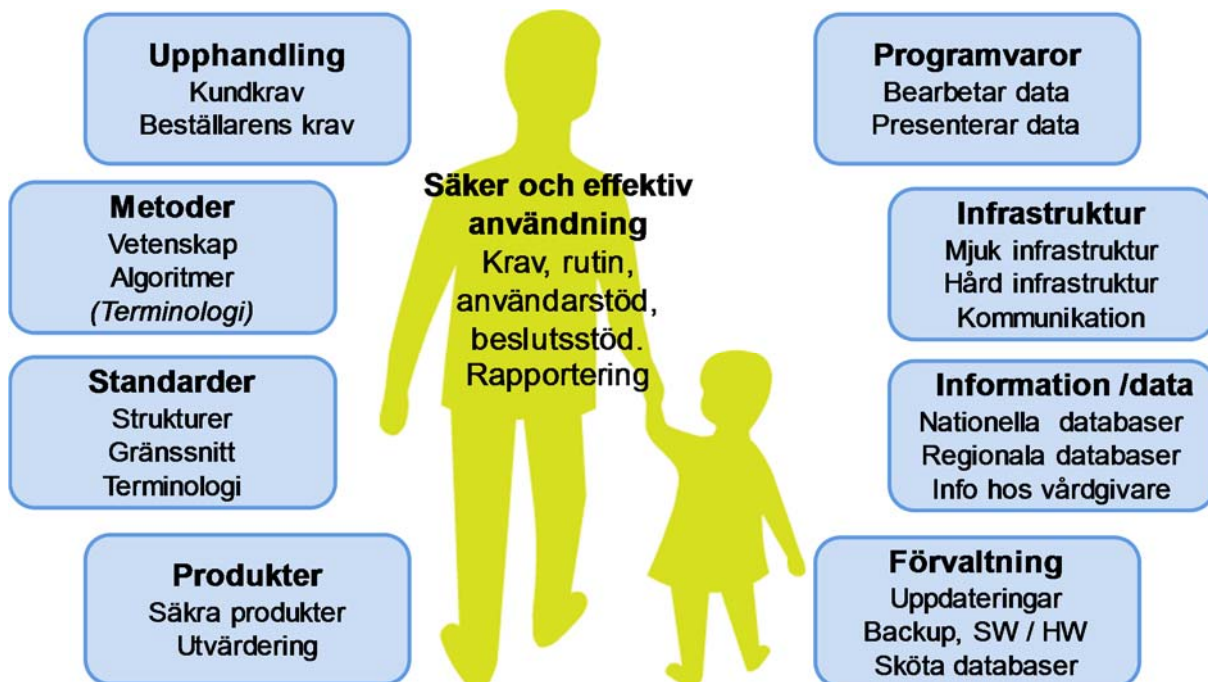 Upphandling
Kundkrav
Beställarens krav
Metoder
Vetenskap
Algoritmer
(Terminologi)
Standarder
Strukturer
Gränssnitt
Terminologi
Produkter
Säkra produkter
Utvärdering
Säker och effektiv
användning
Krav, rutin,
användarstöd,
beslutsstöd.
Rapportering
Programvaror
Bearbetar data
Presenterar data
Infrastruktur
Mjuk infrastruktur
Hård infrastruktur
Kommunikation
Information /data
Nationella databaser
Regionala databaser
Info hos vårdgivare
Förvaltning
Uppdateringar
Backup, SW / HW
Sköta databaser